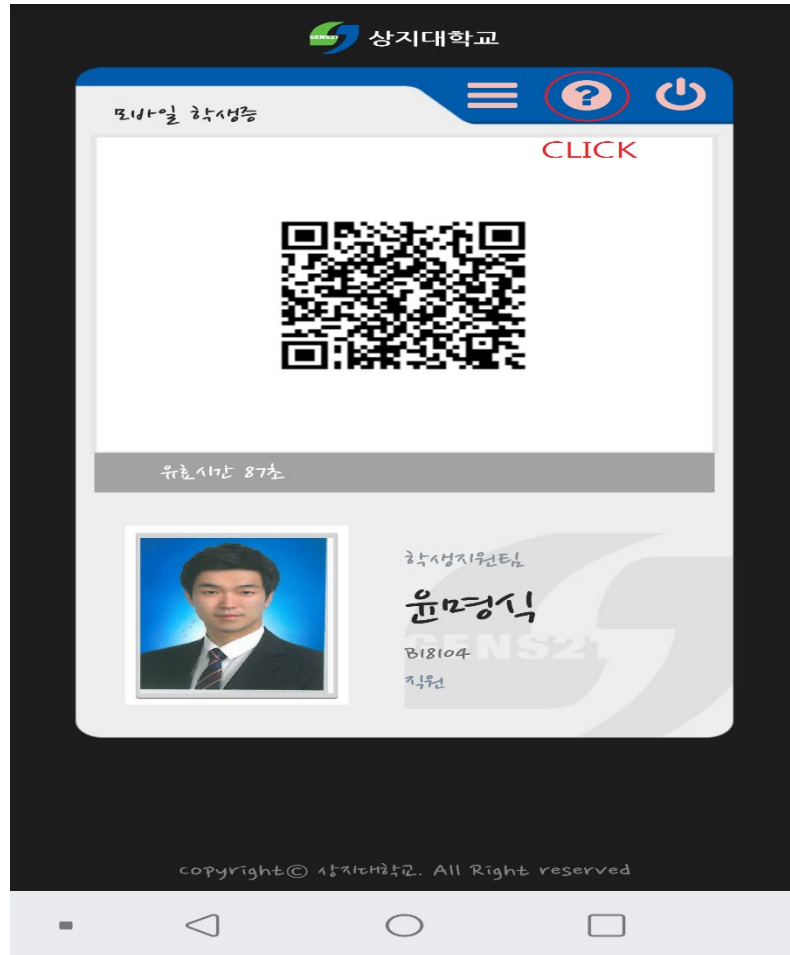 GENS21 상지대학교
모바일 학생증
?
CLICK
유효시간 87초
학생지원팀
윤명식
GENS21
B18104
직원
copyright© 상지대학교. All Right reserved